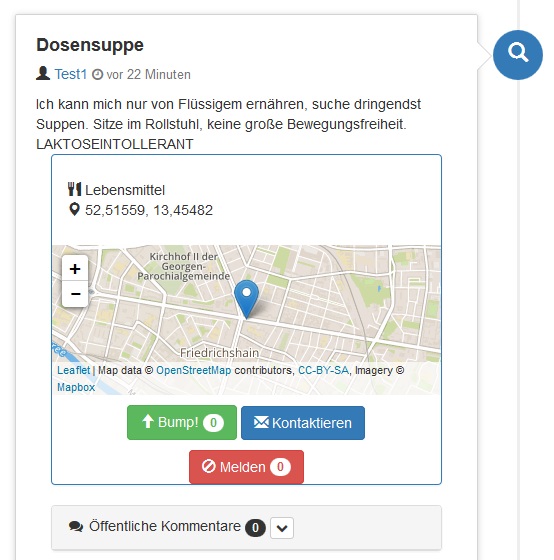 Dosensuppe
Test1 vor 22 Minuten
Ich kann mich nur von Flüssigem ernähren, suche dringendst
Suppen. Sitze im Rollstuhl, keine große Bewegungsfreiheit.
LAKTOSEINTOLLERANT
Lebensmittel
52,51559, 13,45482
+
−
Kirchhof II der
Georgen-
Parochialgemeinde
Friedrichshain
Leaflet | Map data © OpenStreetMap contributors, CC-BY-SA, Imagery ©
Mapbox
Bump! 0 Kontaktieren
Melden 0
Öffentliche Kommentare 0